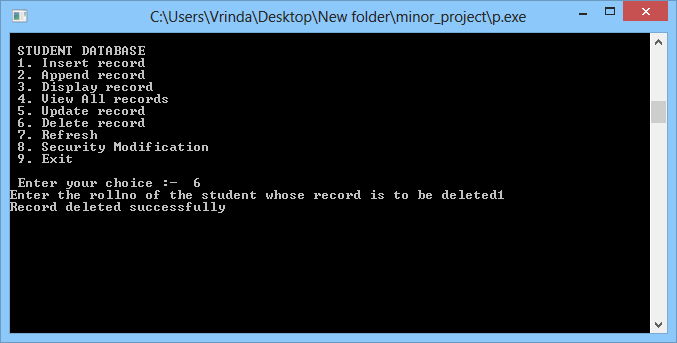 C:\Users\Vrinda\Desktop\New folder\minor_project\p.exe
STUDENT DATABASE
1. Insert record
2. Append record
3. Display record
4. View All records
5. Update record
6. Delete record
7. Refresh
8. Security Modification
9. Exit
Enter your choice :-  6
Enter the rollno of the student whose record is to be deleted1
Record deleted successfully